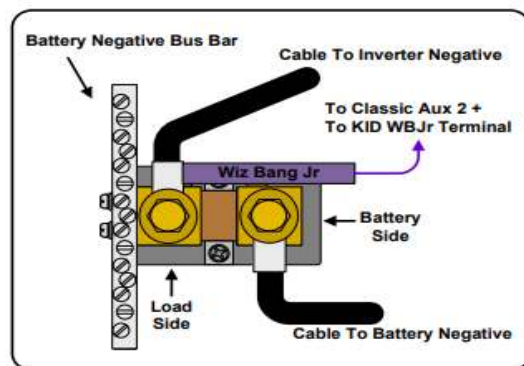 Battery Negative Bus Bar
Cable To Inverter Negative
To Classic Aux 2 +
To KID WBJr Terminal
Wiz Bang Jr
Battery
Side
Load
Side
Cable To Battery Negative